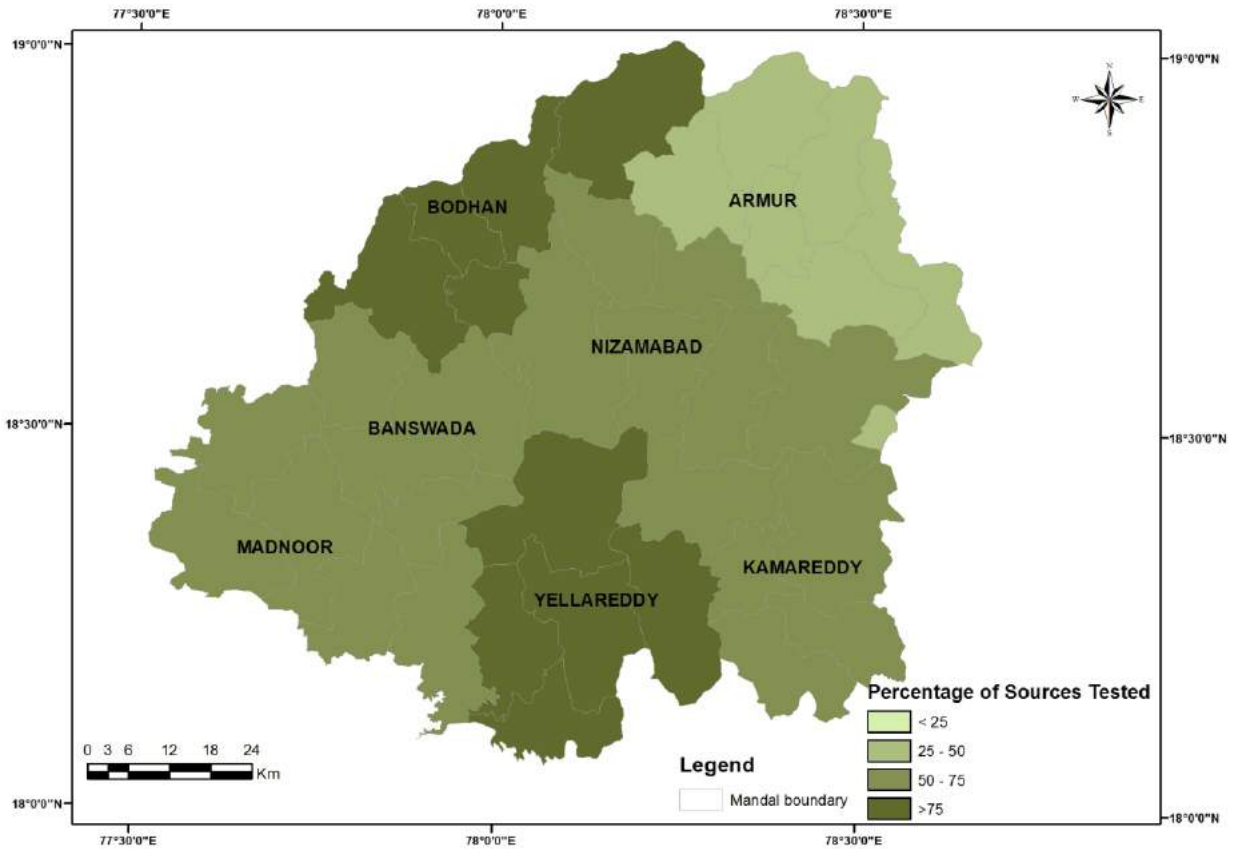 77°30'0"E 78°0'0"E 78°30'0"E
19°0'0"N
19°0'0"N
N
W E
S
BODHAN
ARMUR
NIZAMABAD
BANSWADA
18°30'0"N
18°30'0"N
MADNOOR
KAMAREDDY
YELLAREDDY
Percentage of Sources Tested
< 25
25 - 50
50 - 75
>75
0 3 6 12 18 24
Km
Legend
Mandal boundary
18°0'0"N
18°0'0"N
77°30'0"E 78°0'0"E 78°30'0"E